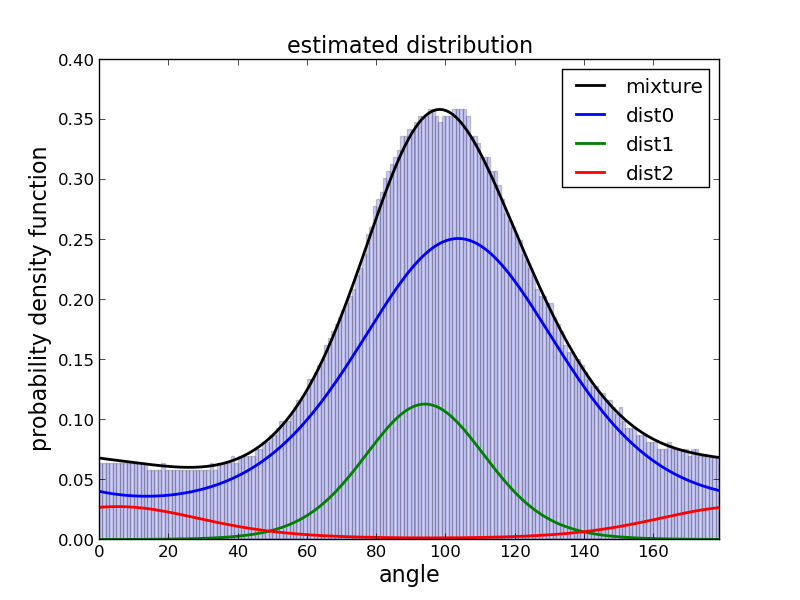 estimated distribution
mixture
dist0
dist1
dist2
probability density function
0.40
0.35
0.30
0.25
0.20
0.15
0.10
0.05
0.00
0 20 40 60 80 100 120 140 160
angle